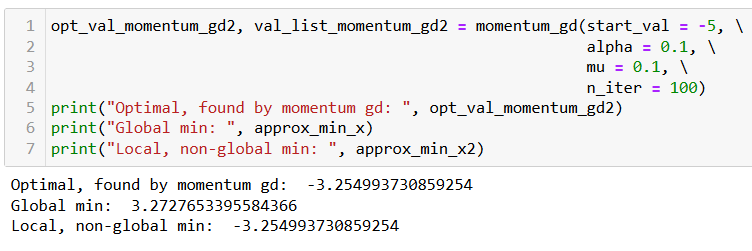 1 opt_val_momentum_gd2, val_list_momentum_gd2 = momentum_gd(start_val = -5, \
2 alpha = 0.1, \
3 mu = 0.1, \
4 n_iter = 100)
5 print("Optimal, found by momentum gd: ", opt_val_momentum_gd2)
6 print("Global min: ", approx_min_x)
7 print("Local, non-global min: ", approx_min_x2)
Optimal, found by momentum gd:  -3.254993730859254
Global min:  3.2727653395584366
Local, non-global min:  -3.254993730859254